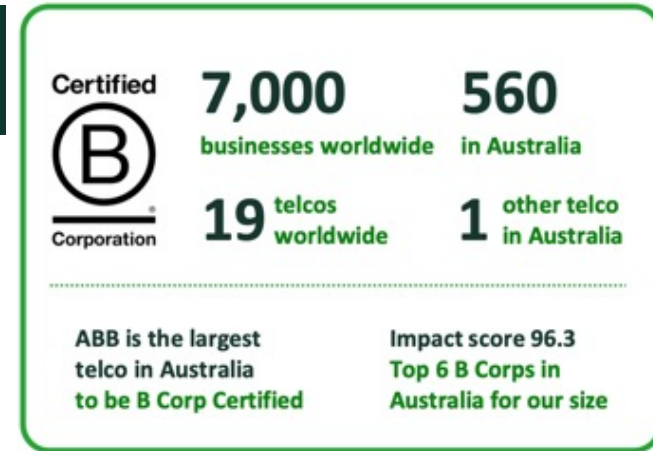 Certified
B
®
Corporation
7,000
businesses worldwide
560
in Australia
19 telcos
worldwide
1 other telco
in Australia
ABB is the largest
telco in Australia
to be B Corp Certified
Impact score 96.3
Top 6 B Corps in
Australia for our size